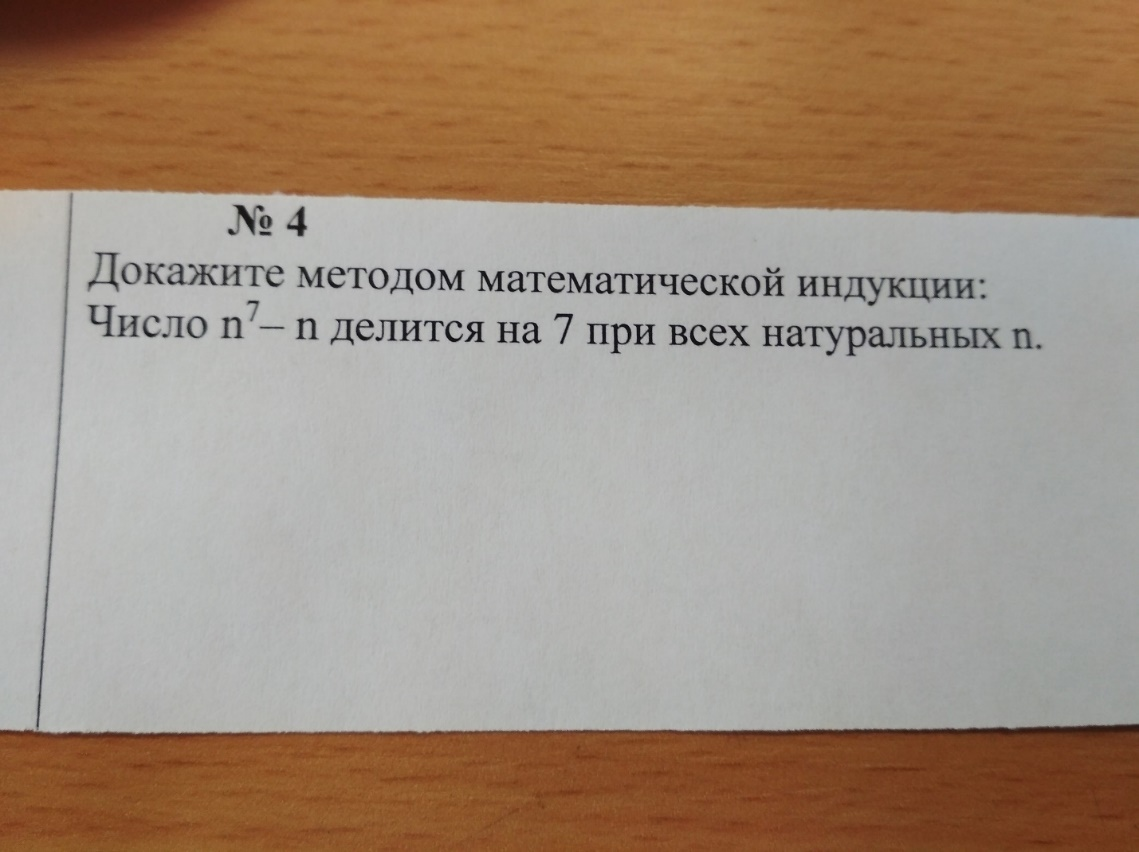 № 4
Докажите методом математической индукции:
Число n⁷– n делится на 7 при всех натуральных n.